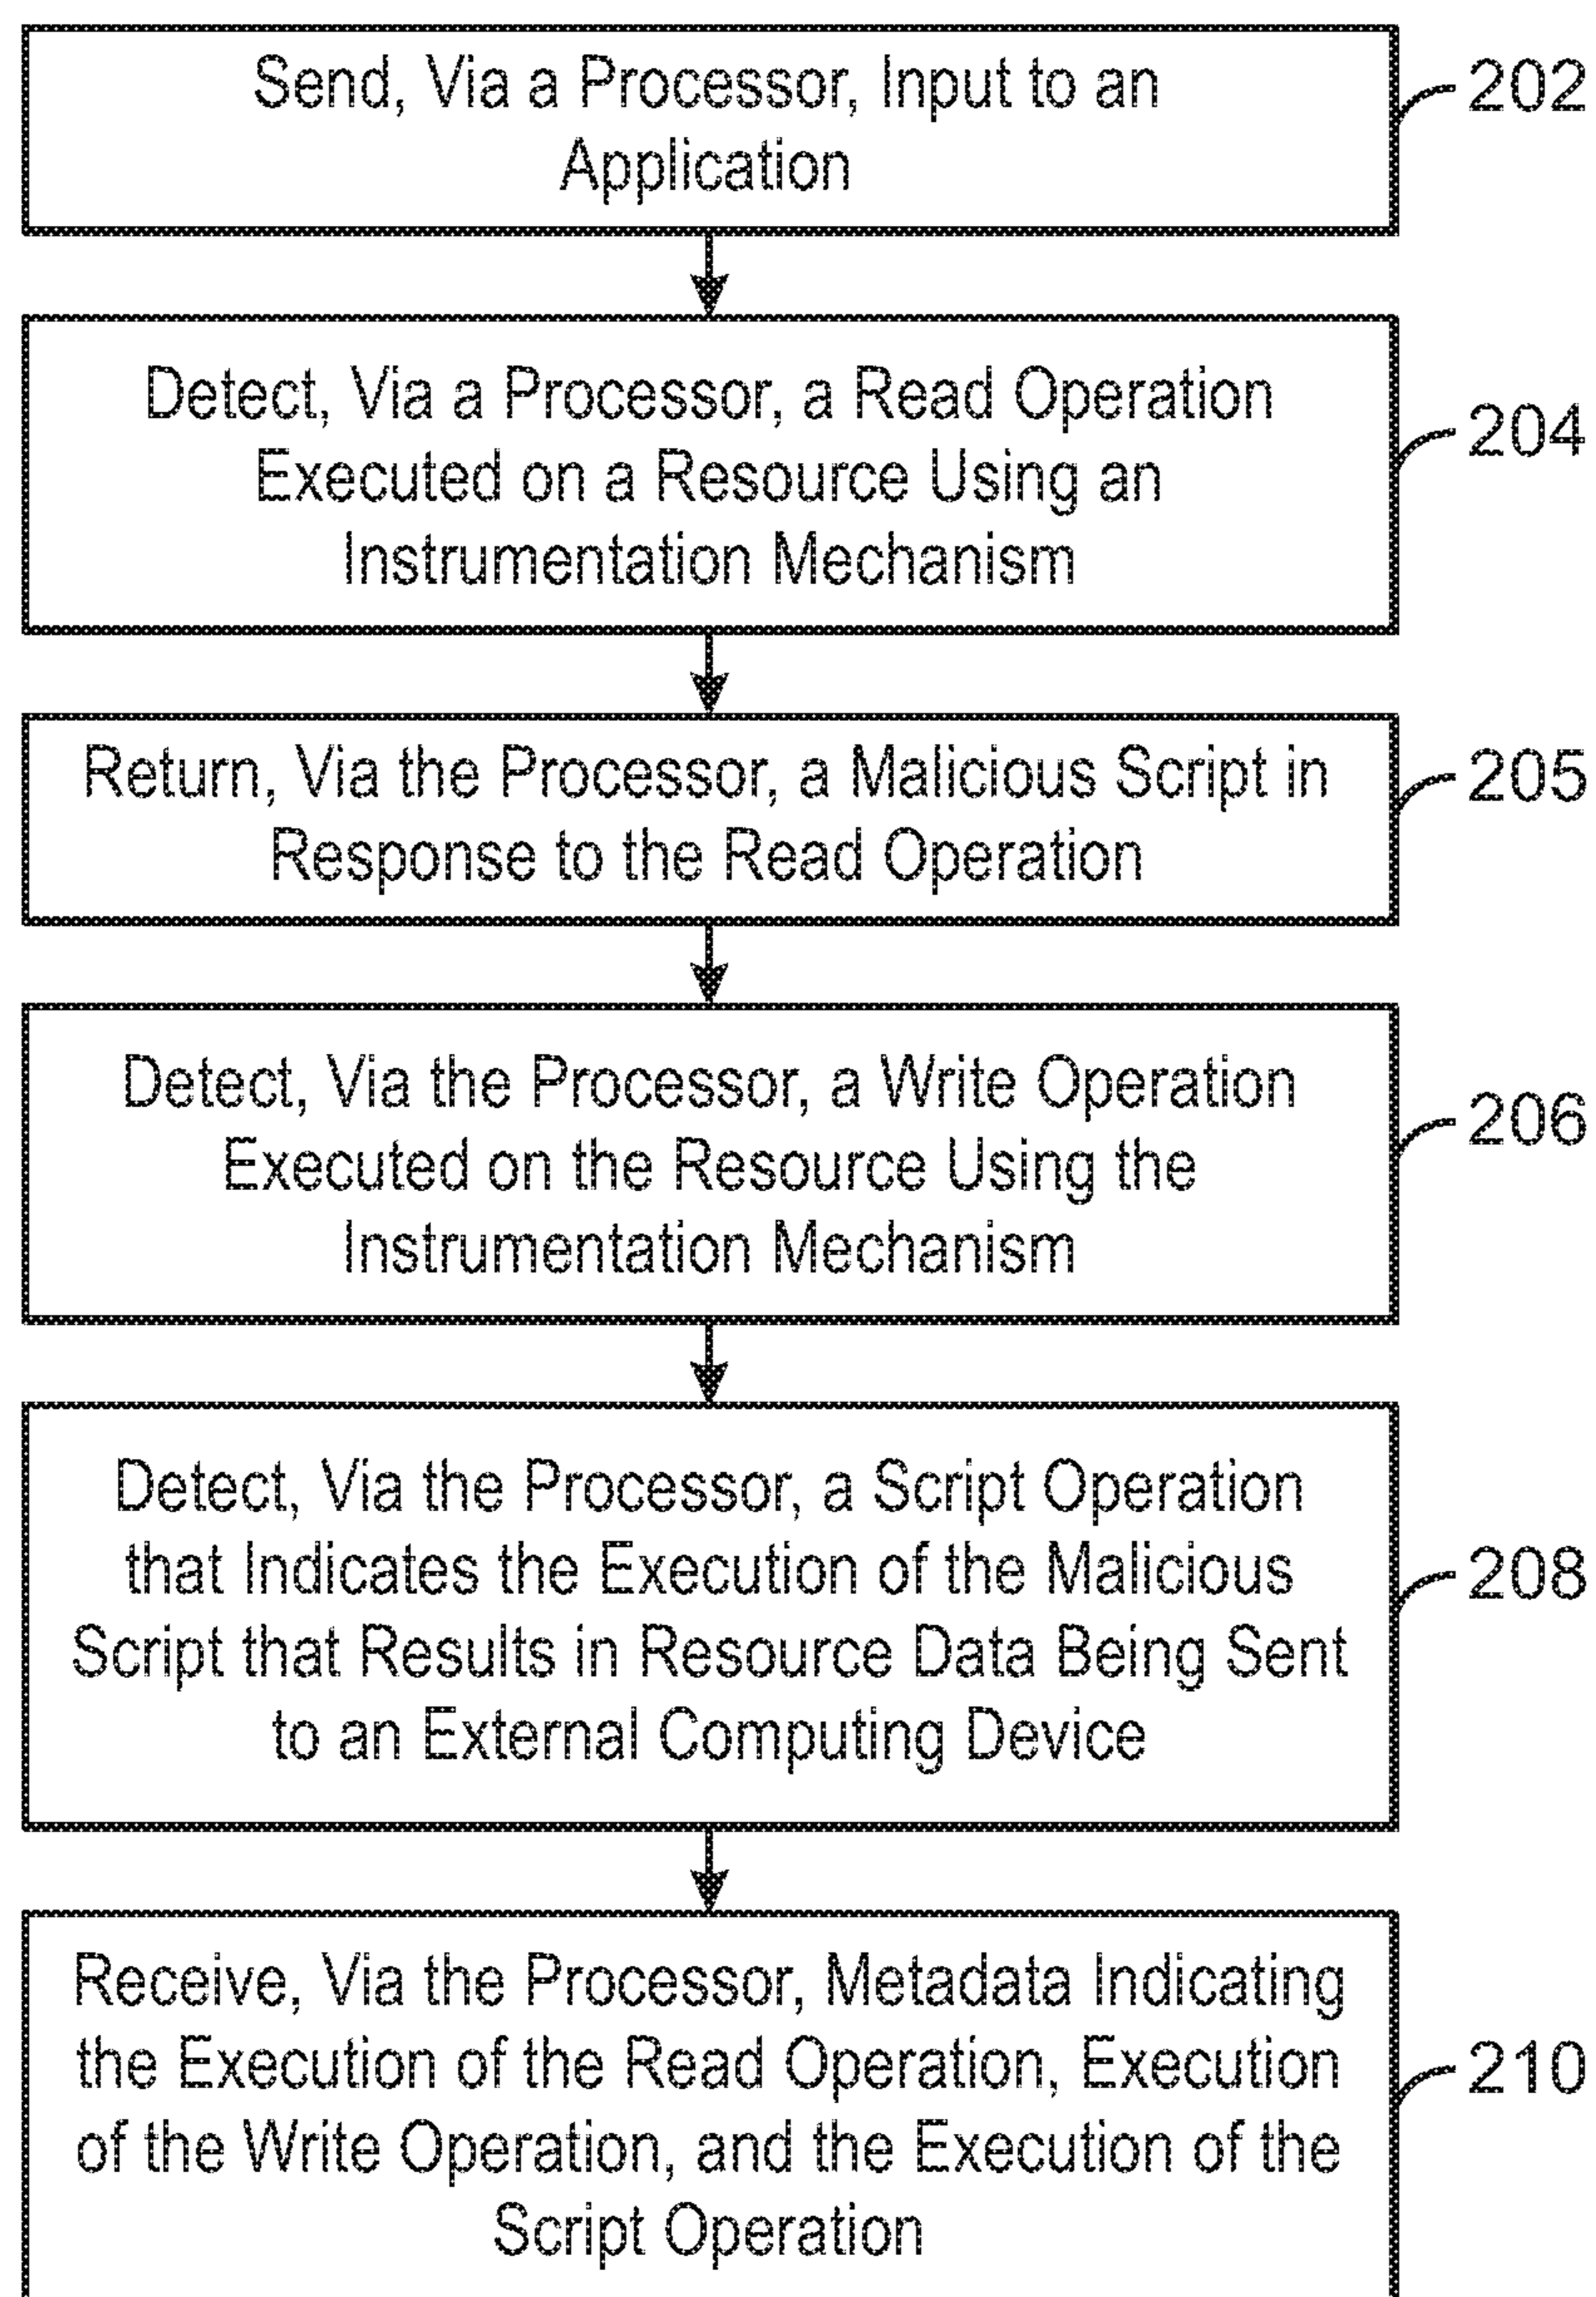 Send, Via a Processor, Input to an
Application
202
Detect, Via a Processor, a Read Operation
Executed on a Resource Using an
Instrumentation Mechanism
204
Return, Via the Processor, a Malicious Script in
Response to the Read Operation
205
Detect, Via the Processor, a Write Operation
Executed on the Resource Using the
Instrumentation Mechanism
206
Detect, Via the Processor, a Script Operation
that Indicates the Execution of the Malicious
Script that Results in Resource Data Being Sent
to an External Computing Device
208
Receive, Via the Processor, Metadata Indicating
the Execution of the Read Operation, Execution
of the Write Operation, and the Execution of the
Script Operation
210